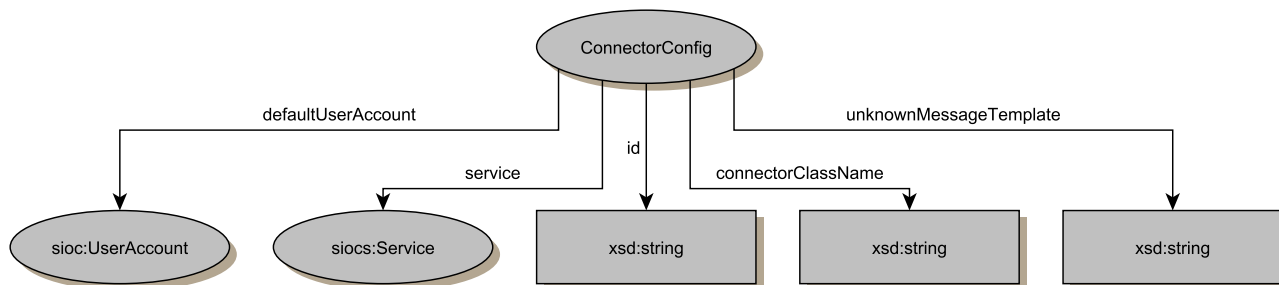 ConnectorConfig
defaultUserAccount
unknownMessageTemplate
id
service
connectorClassName
sioc:UserAccount
siocs:Service
xsd:string
xsd:string
xsd:string